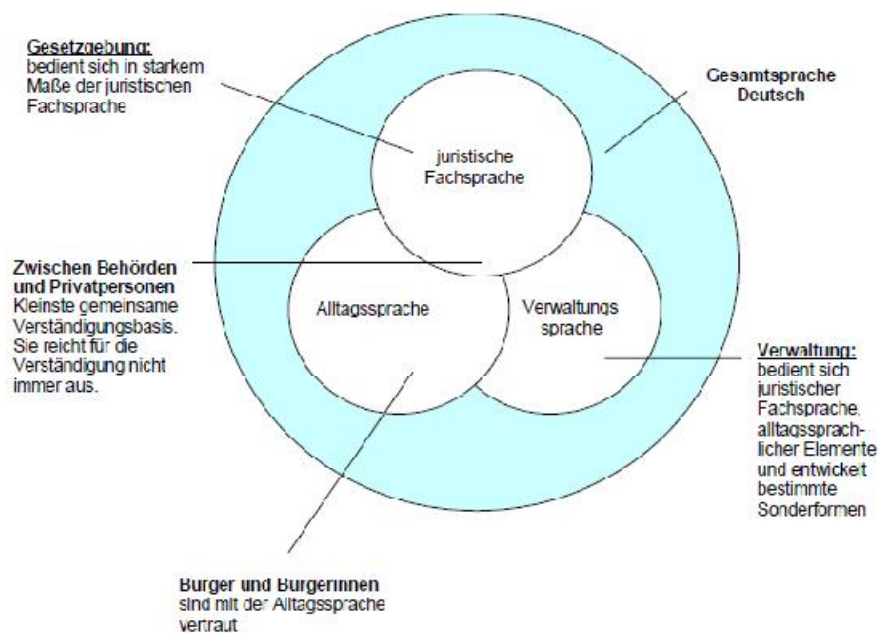 Gesetzgebung:
bedient sich in starkem
Maße der juristischen
Fachsprache
Gesamtsprache
Deutsch
juristische
Fachsprache
Zwischen Behörden
und Privatpersonen
Kleinste gemeinsame
Verständigungsbasis.
Sie reicht für die
Verständigung nicht
immer aus.
Alltagssprache
Verwaltungs
sprache
Verwaltung:
bedient sich
juristischer
Fachsprache,
alltagssprach-
licher Elemente
und entwickelt
bestimmte
Sonderformen
Bürger und Bürgerinnen
sind mit der Alltagssprache
vertraut